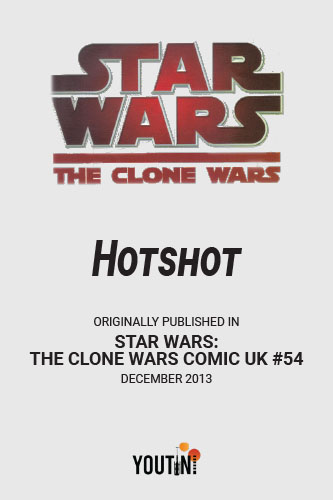 STAR
WARS
THE CLONE WARS
HOTSHOT
ORIGINALLY PUBLISHED IN
STAR WARS:
THE CLONE WARS COMIC UK #54
DECEMBER 2013
YOUTINI